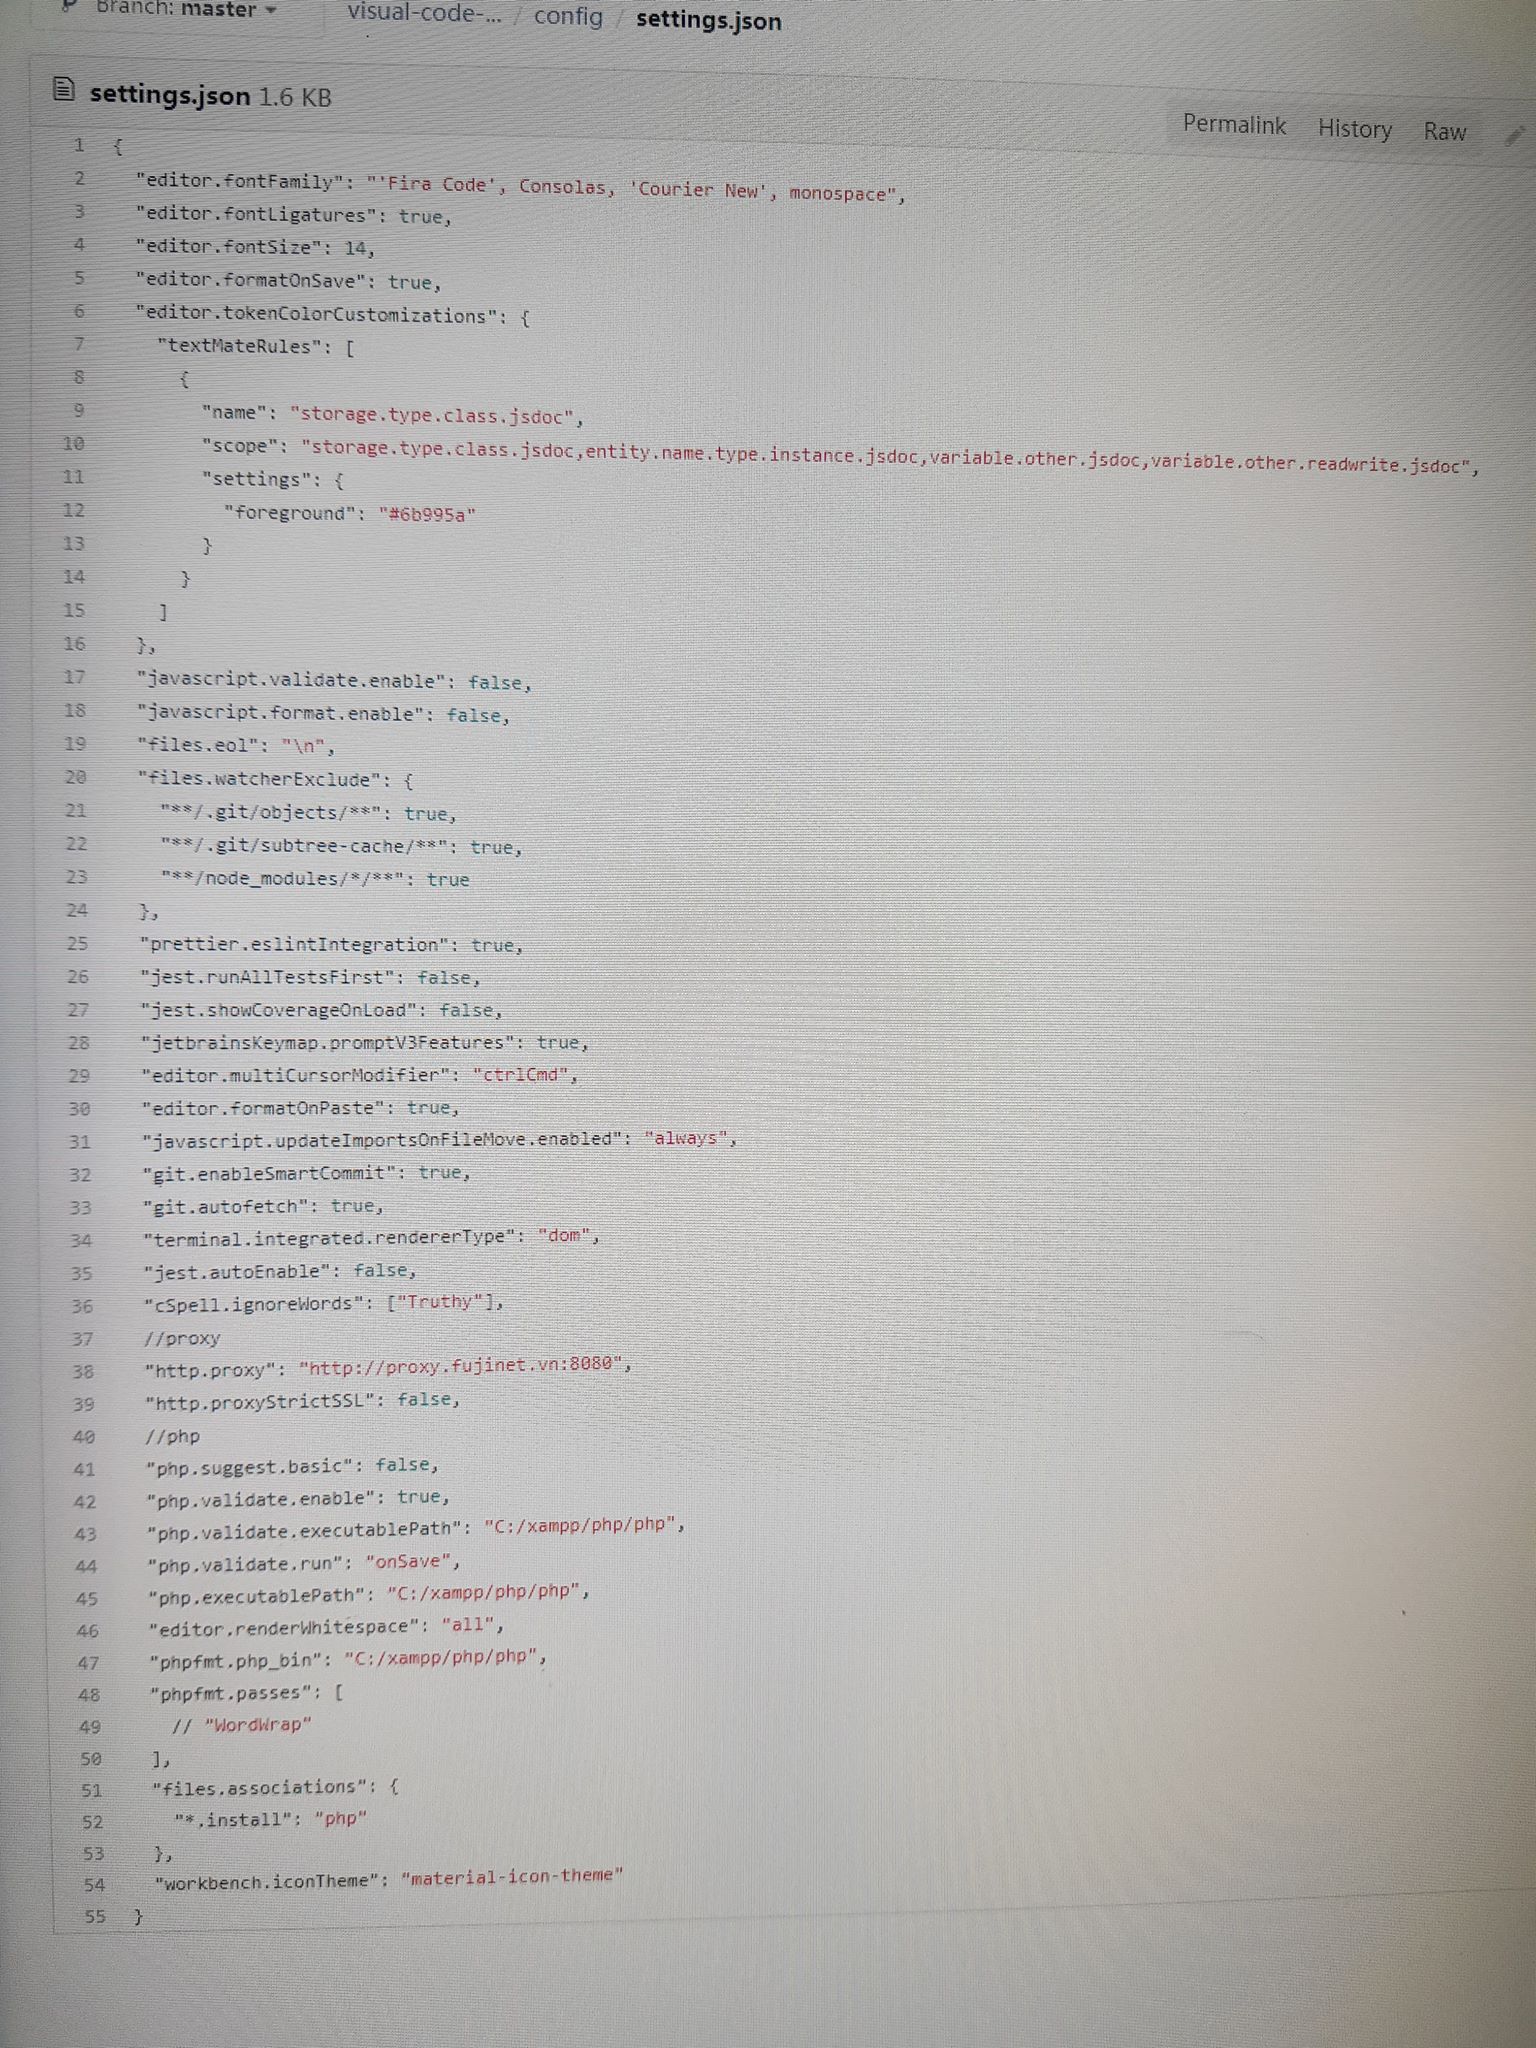 Branch: master
visual-code-... / config / settings.json
settings.json 1.6 KB
Permalink History Raw
1 {
2   "editor.fontFamily": "'Fira Code', Consolas, 'Courier New', monospace",
3   "editor.fontLigatures": true,
4   "editor.fontSize": 14,
5   "editor.formatOnSave": true,
6   "editor.tokenColorCustomizations": {
7     "textMateRules": [
8       {
9         "name": "storage.type.class.jsdoc",
10         "scope": "storage.type.class.jsdoc,entity.name.type.instance.jsdoc,variable.other.jsdoc,variable.other.readwrite.jsdoc",
11         "settings": {
12           "foreground": "#6b995a"
13         }
14       }
15     ]
16   },
17   "javascript.validate.enable": false,
18   "javascript.format.enable": false,
19   "files.eol": "\n",
20   "files.watcherExclude": {
21     "**/.git/objects/**": true,
22     "**/.git/subtree-cache/**": true,
23     "**/node_modules/*/**": true
24   },
25   "prettier.eslintIntegration": true,
26   "jest.runAllTestsFirst": false,
27   "jest.showCoverageOnLoad": false,
28   "jetbrainsKeymap.promptV3Features": true,
29   "editor.multiCursorModifier": "ctrlCmd",
30   "editor.formatOnPaste": true,
31   "javascript.updateImportsOnFileMove.enabled": "always",
32   "git.enableSmartCommit": true,
33   "git.autofetch": true,
34   "terminal.integrated.rendererType": "dom",
35   "jest.autoEnable": false,
36   "cSpell.ignoreWords": ["Truthy"],
37   //proxy
38   "http.proxy": "http://proxy.fujinet.vn:8080",
39   "http.proxyStrictSSL": false,
40   //php
41   "php.suggest.basic": false,
42   "php.validate.enable": true,
43   "php.validate.executablePath": "C:/xampp/php/php",
44   "php.validate.run": "onSave",
45   "php.executablePath": "C:/xampp/php/php",
46   "editor.renderWhitespace": "all",
47   "phpfmt.php_bin": "C:/xampp/php/php",
48   "phpfmt.passes": [
49     // "WordWrap"
50   ],
51   "files.associations": {
52     "*.install": "php"
53   },
54   "workbench.iconTheme": "material-icon-theme"
55 }